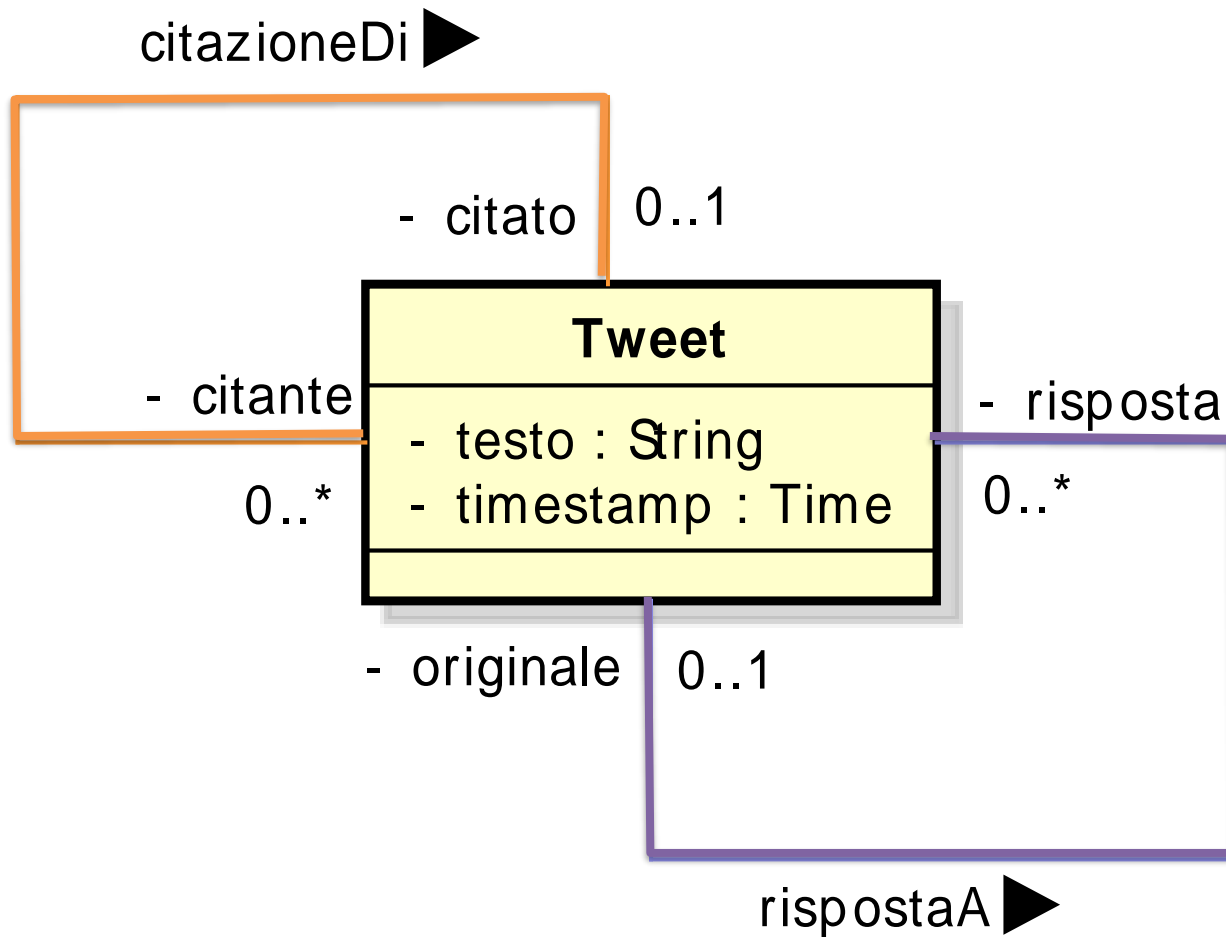 citazioneDi ▶
- citato 0..1
Tweet
- citante
- testo : String
- risposta
0..*
- timestamp : Time
0..*
- originale 0..1
rispostaA ▶